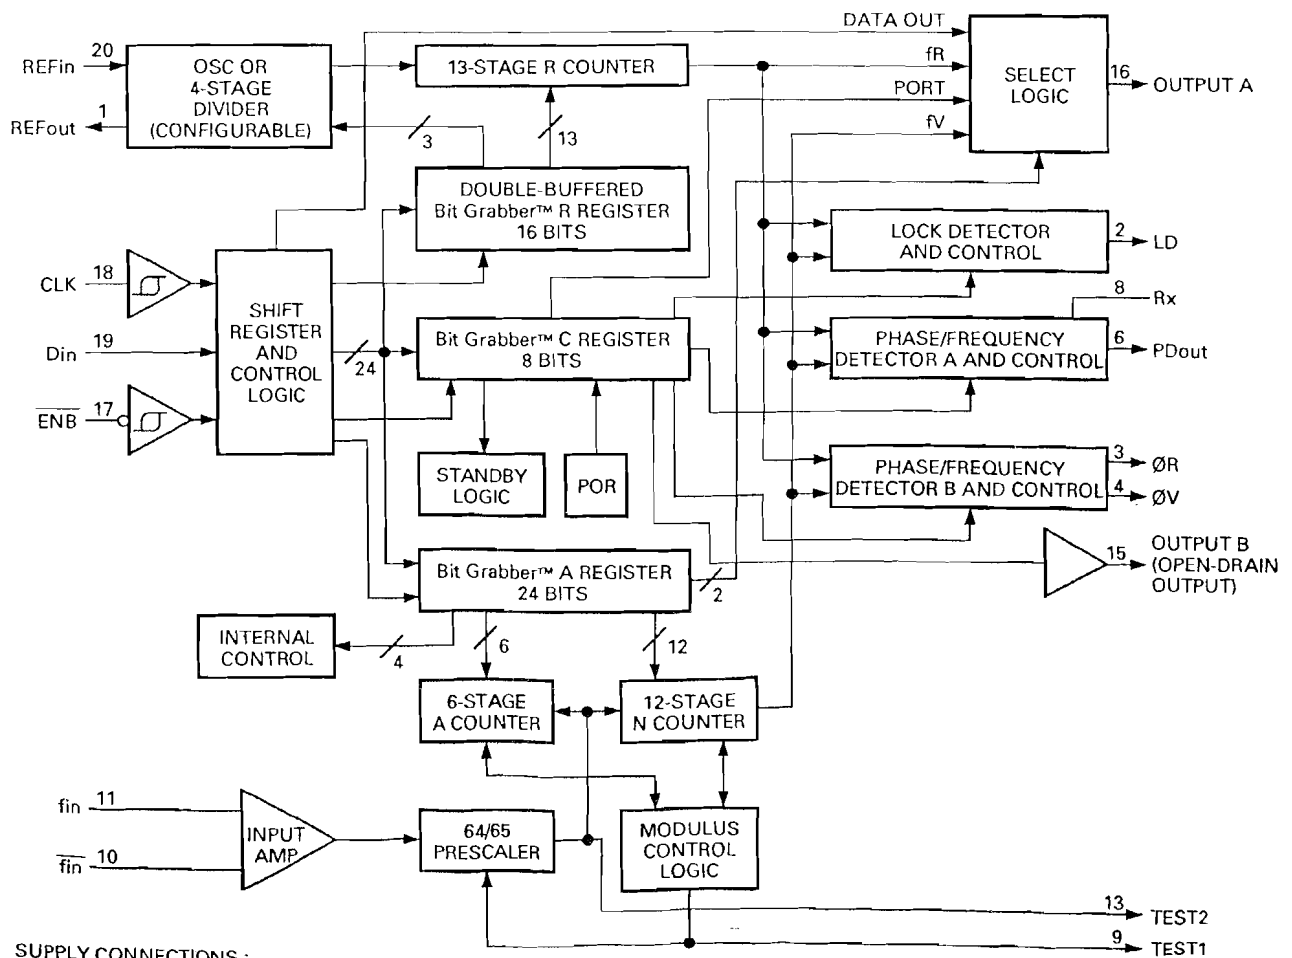 DATA OUT
REFin
20
OSC OR
4-STAGE
DIVIDER
(CONFIGURABLE)
REFout
1
13-STAGE R COUNTER
fR
PORT
fV
SELECT
LOGIC
16
OUTPUT A
3
13
DOUBLE-BUFFERED
Bit Grabber™ R REGISTER
16 BITS
LOCK DETECTOR
AND CONTROL
2
LD
CLK
18
Din
19
ENB
17
SHIFT
REGISTER
AND
CONTROL
LOGIC
24
Bit Grabber™ C REGISTER
8 BITS
8
Rx
PHASE/FREQUENCY
DETECTOR A AND CONTROL
6
PDout
STANDBY
LOGIC
POR
PHASE/FREQUENCY
DETECTOR B AND CONTROL
3
ØR
4
ØV
Bit Grabber™ A REGISTER
24 BITS
2
15
OUTPUT B
(OPEN-DRAIN
OUTPUT)
INTERNAL
CONTROL
4
6
12
6-STAGE
A COUNTER
12-STAGE
N COUNTER
fin
11
fin
10
INPUT
AMP
64/65
PRESCALER
MODULUS
CONTROL
LOGIC
13
TEST2
9
TEST1
SUPPLY CONNECTIONS :